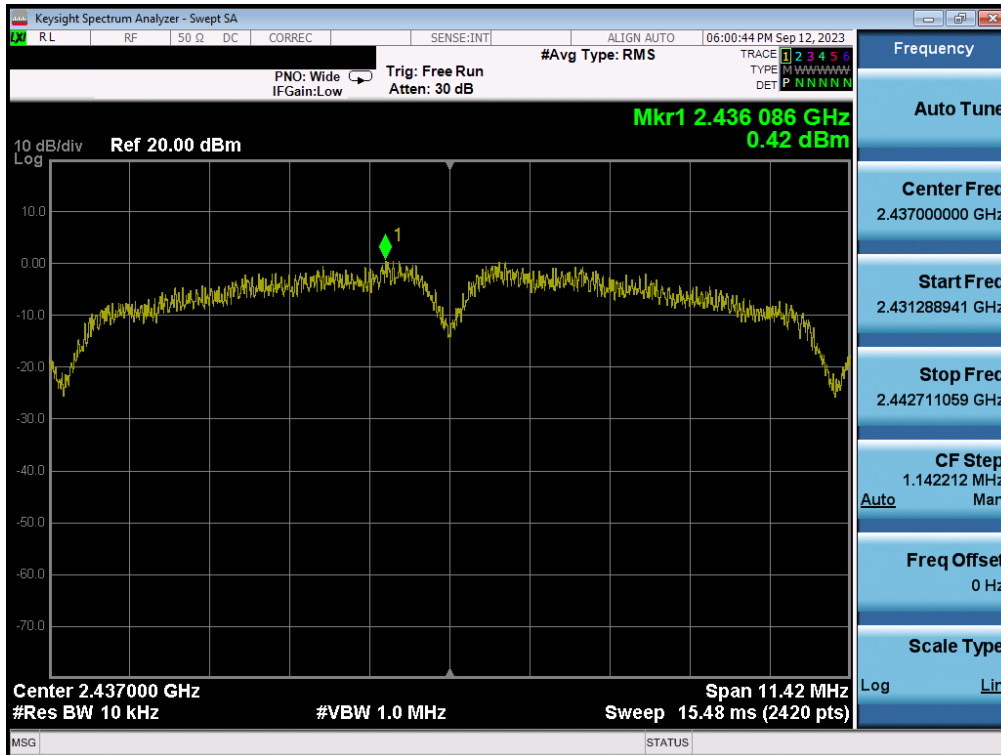 Keysight Spectrum Analyzer - Swept SA
LXI RL RF 50 Ω DC CORREC SENSE:INT ALIGN AUTO 06:00:44 PM Sep 12, 2023
#Avg Type: RMS TRACE 1 2 3 4 5 6
PNO: Wide Trig: Free Run TYPE M WWWWW
IFGain:Low Atten: 30 dB DET P N N N N N
Mkr1 2.436 086 GHz
0.42 dBm
10 dB/div Ref 20.00 dBm
Log
10.0
1
0.00
-10.0
-20.0
-30.0
-40.0
-50.0
-60.0
-70.0
Center 2.437000 GHz Span 11.42 MHz
#Res BW 10 kHz #VBW 1.0 MHz Sweep 15.48 ms (2420 pts)
MSG STATUS
Frequency
Auto Tune
Center Freq
2.437000000 GHz
Start Freq
2.431288941 GHz
Stop Freq
2.442711059 GHz
CF Step
1.142212 MHz
Auto Man
Freq Offset
0 Hz
Scale Type
Log Lin